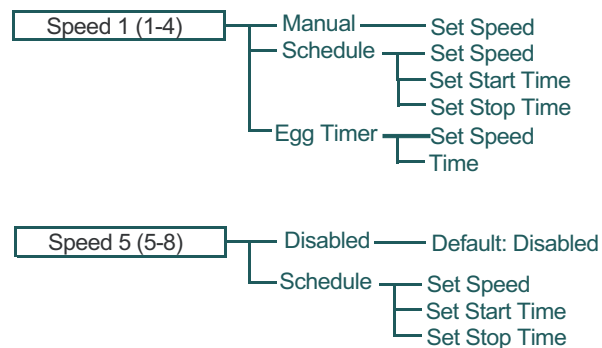 Speed 1 (1-4)
Manual
Set Speed
Schedule
Set Speed
Set Start Time
Set Stop Time
Egg Timer
Set Speed
Time
Speed 5 (5-8)
Disabled
Default: Disabled
Schedule
Set Speed
Set Start Time
Set Stop Time